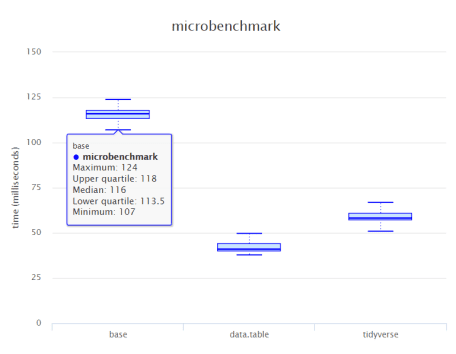 microbenchmark
150
125
100
75
50
25
0
time (milliseconds)
base
● microbenchmark
Maximum: 124
Upper quartile: 118
Median: 116
Lower quartile: 113.5
Minimum: 107
base
data.table
tidyverse